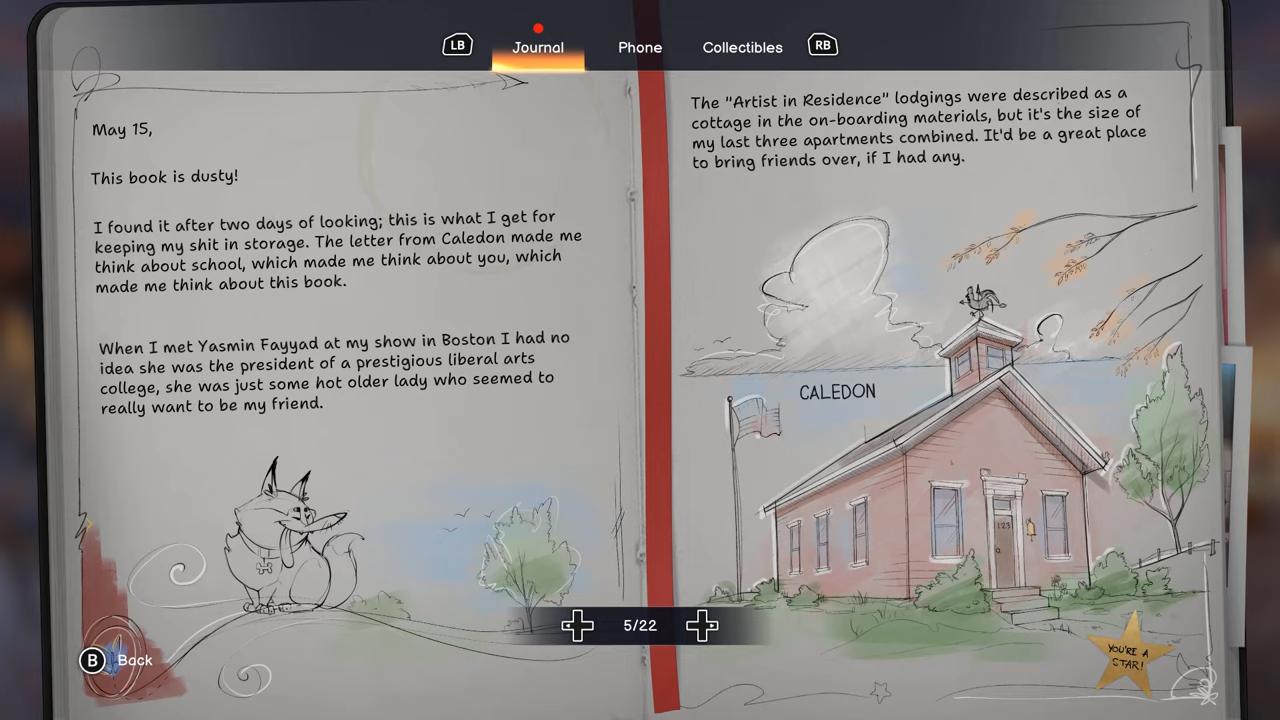 LB
Journal
Phone
Collectibles
RB
May 15,
This book is dusty!
I found it after two days of looking; this is what I get for
keeping my shit in storage. The letter from Caledon made me
think about school, which made me think about you, which
made me think about this book.
When I met Yasmin Fayyad at my show in Boston I had no
idea she was the president of a prestigious liberal arts
college, she was just some hot older lady who seemed to
really want to be my friend.
The "Artist in Residence" lodgings were described as a
cottage in the on-boarding materials, but it's the size of
my last three apartments combined. It'd be a great place
to bring friends over, if I had any.
CALEDON
123
YOU'RE A
STAR!
5/22
B Back